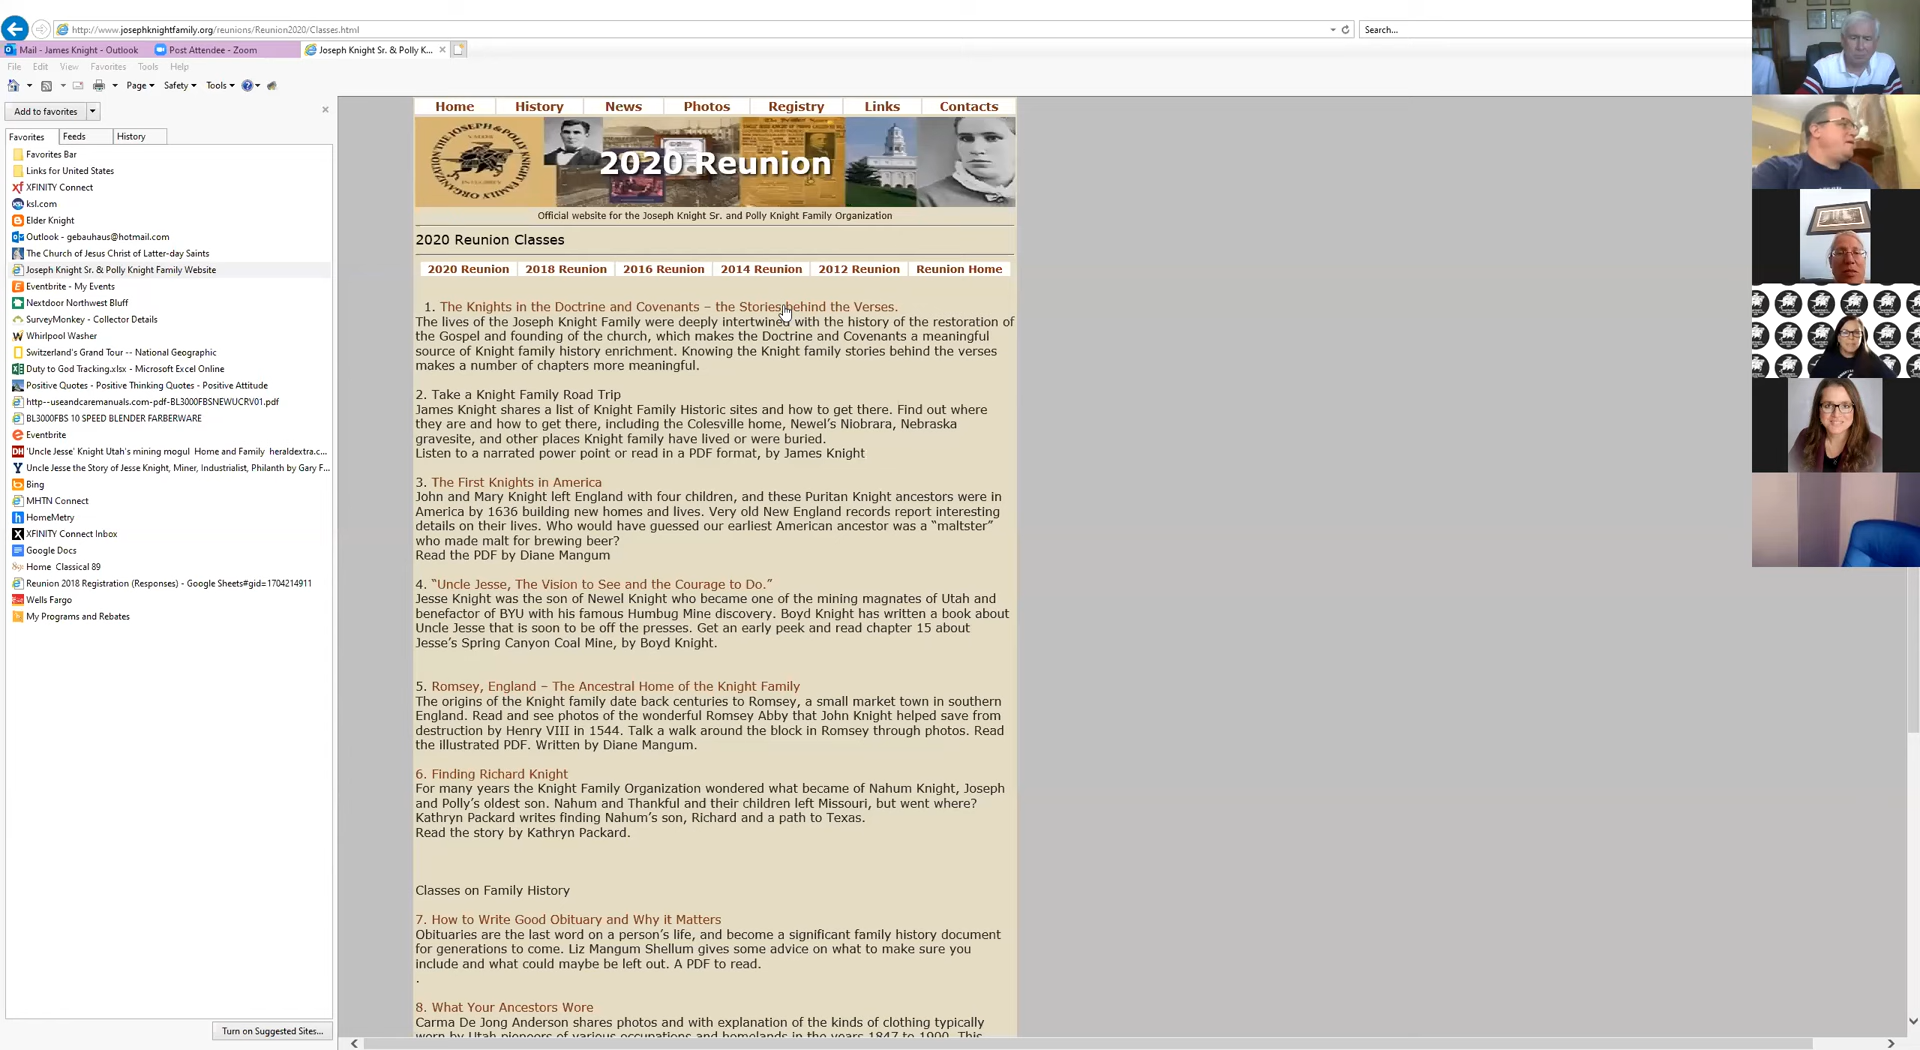 http://www.josephknightfamily.org/reunions/Reunion2020/Classes.html
Search...
Mail - James Knight - Outlook
Post Attendee - Zoom
Joseph Knight Sr. & Polly K...
File Edit View Favorites Tools Help
Page Safety Tools
Add to favorites
Favorites Feeds History
Favorites Bar
Links for United States
XFINITY Connect
ksl.com
Elder Knight
Outlook - gebauhaus@hotmail.com
The Church of Jesus Christ of Latter-day Saints
Joseph Knight Sr. & Polly Knight Family Website
Eventbrite - My Events
Nextdoor Northwest Bluff
SurveyMonkey - Collector Details
Whirlpool Washer
Switzerland's Grand Tour -- National Geographic
Duty to God Tracking.xlsx - Microsoft Excel Online
Positive Quotes - Positive Thinking Quotes - Positive Attitude
http--useandcaremanuals.com-pdf-BL3000FBSNEWUCRV01.pdf
BL3000FBS 10 SPEED BLENDER FARBERWARE
Eventbrite
'Uncle Jesse' Knight Utah's mining mogul Home and Family heraldextra.c...
Uncle Jesse the Story of Jesse Knight, Miner, Industrialist, Philanth by Gary F...
Bing
MHTN Connect
HomeMetry
XFINITY Connect Inbox
Google Docs
Home Classical 89
Reunion 2018 Registration (Responses) - Google Sheets#gid=1704214911
Wells Fargo
My Programs and Rebates
Turn on Suggested Sites...
Home History News Photos Registry Links Contacts
2020 Reunion
Official website for the Joseph Knight Sr. and Polly Knight Family Organization
2020 Reunion Classes
2020 Reunion 2018 Reunion 2016 Reunion 2014 Reunion 2012 Reunion Reunion Home
1. The Knights in the Doctrine and Covenants – the Stories behind the Verses.
The lives of the Joseph Knight Family were deeply intertwined with the history of the restoration of
the Gospel and founding of the church, which makes the Doctrine and Covenants a meaningful
source of Knight family history enrichment. Knowing the Knight family stories behind the verses
makes a number of chapters more meaningful.
2. Take a Knight Family Road Trip
James Knight shares a list of Knight Family Historic sites and how to get there. Find out where
they are and how to get there, including the Colesville home, Newel's Niobrara, Nebraska
gravesite, and other places Knight family have lived or were buried.
Listen to a narrated power point or read in a PDF format, by James Knight
3. The First Knights in America
John and Mary Knight left England with four children, and these Puritan Knight ancestors were in
America by 1636 building new homes and lives. Very old New England records report interesting
details on their lives. Who would have guessed our earliest American ancestor was a “maltster”
who made malt for brewing beer?
Read the PDF by Diane Mangum
4. “Uncle Jesse, The Vision to See and the Courage to Do.”
Jesse Knight was the son of Newel Knight who became one of the mining magnates of Utah and
benefactor of BYU with his famous Humbug Mine discovery. Boyd Knight has written a book about
Uncle Jesse that is soon to be off the presses. Get an early peek and read chapter 15 about
Jesse's Spring Canyon Coal Mine, by Boyd Knight.
5. Romsey, England – The Ancestral Home of the Knight Family
The origins of the Knight family date back centuries to Romsey, a small market town in southern
England. Read and see photos of the wonderful Romsey Abby that John Knight helped save from
destruction by Henry VIII in 1544. Talk a walk around the block in Romsey through photos. Read
the illustrated PDF. Written by Diane Mangum.
6. Finding Richard Knight
For many years the Knight Family Organization wondered what became of Nahum Knight, Joseph
and Polly's oldest son. Nahum and Thankful and their children left Missouri, but went where?
Kathryn Packard writes finding Nahum's son, Richard and a path to Texas.
Read the story by Kathryn Packard.
Classes on Family History
7. How to Write Good Obituary and Why it Matters
Obituaries are the last word on a person's life, and become a significant family history document
for generations to come. Liz Mangum Shellum gives some advice on what to make sure you
include and what could maybe be left out. A PDF to read.
.
8. What Your Ancestors Wore
Carma De Jong Anderson shares photos and with explanation of the kinds of clothing typically
worn by Utah pioneers of various occupations and homelands in the years 1847 to 1900. This